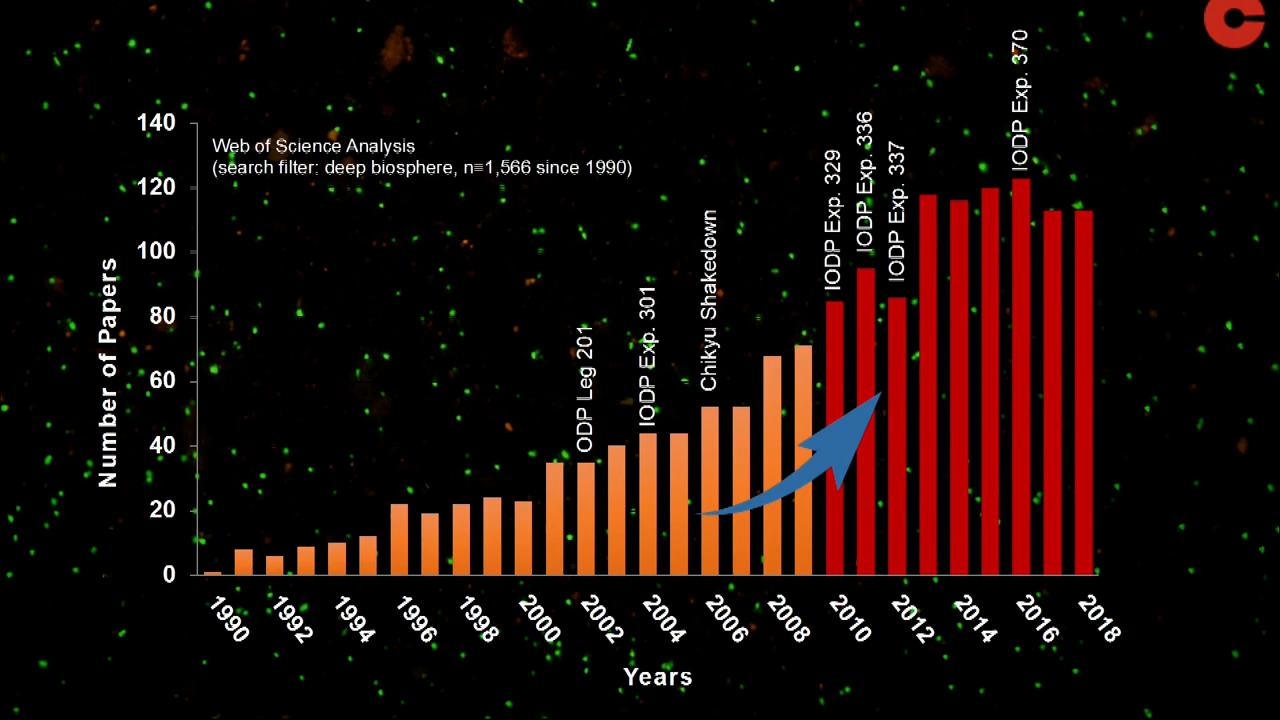 IODP Exp. 370
IODP Exp. 336
IODP Exp. 337
IODP Exp. 329
Chikyu Shakedown
IODP Exp. 301
ODP Leg 201
Web of Science Analysis
(search filter: deep biosphere, n=1,566 since 1990)
Number of Papers
140
120
100
80
60
40
20
0
1990
1992
1994
1996
1998
2000
2002
2004
2006
2008
2010
2012
2014
2016
2018
Years